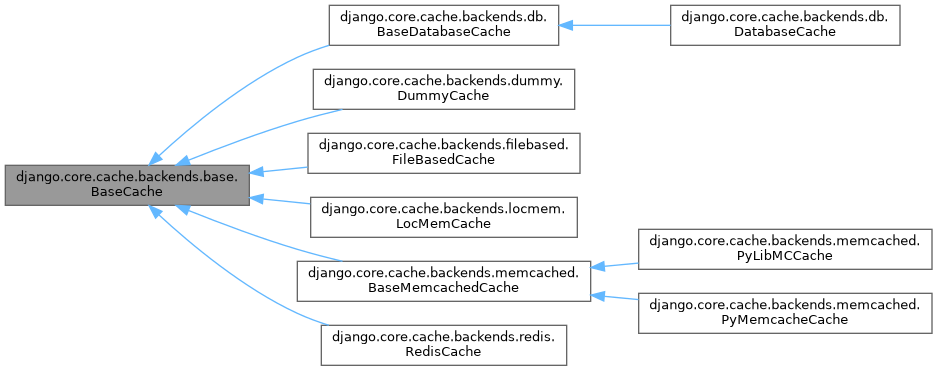 django.core.cache.backends.db.
BaseDatabaseCache
django.core.cache.backends.db.
DatabaseCache
django.core.cache.backends.dummy.
DummyCache
django.core.cache.backends.filebased.
FileBasedCache
django.core.cache.backends.base.
BaseCache
django.core.cache.backends.locmem.
LocMemCache
django.core.cache.backends.memcached.
PyLibMCCache
django.core.cache.backends.memcached.
BaseMemcachedCache
django.core.cache.backends.memcached.
PyMemcacheCache
django.core.cache.backends.redis.
RedisCache